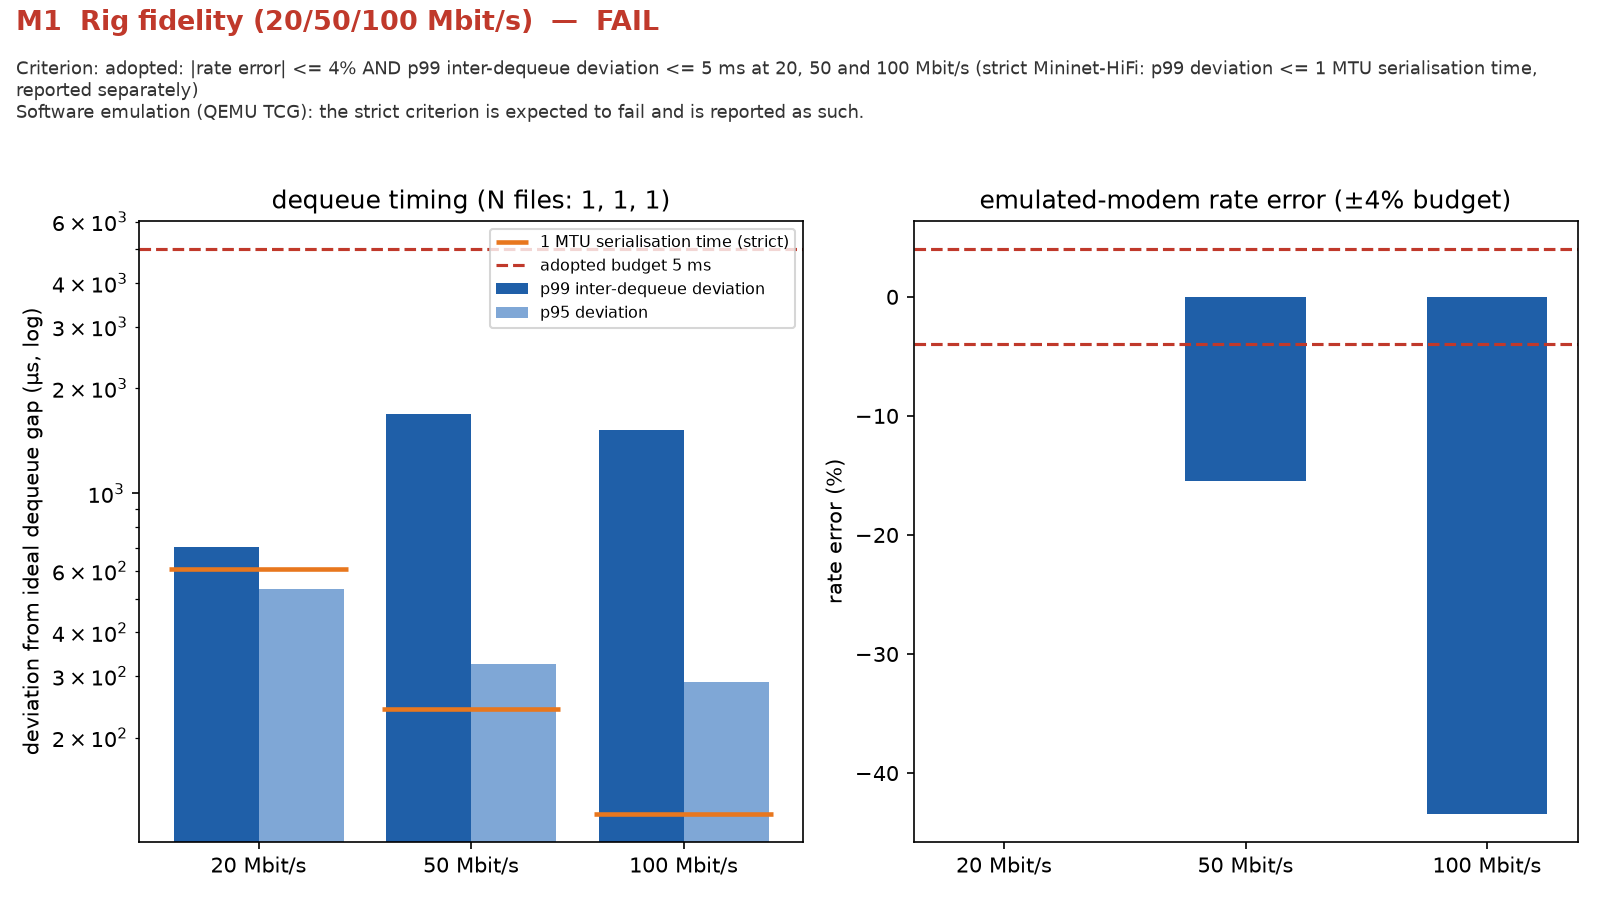 M1  Rig fidelity (20/50/100 Mbit/s)  —  FAIL
Criterion: adopted: |rate error| <= 4% AND p99 inter-dequeue deviation <= 5 ms at 20, 50 and 100 Mbit/s (strict Mininet-HiFi: p99 deviation <= 1 MTU serialisation time,
reported separately)
Software emulation (QEMU TCG): the strict criterion is expected to fail and is reported as such.
dequeue timing (N files: 1, 1, 1)
deviation from ideal dequeue gap (µs, log)
6 × 10³
4 × 10³
3 × 10³
2 × 10³
10³
6 × 10²
4 × 10²
3 × 10²
2 × 10²
1 MTU serialisation time (strict)
adopted budget 5 ms
p99 inter-dequeue deviation
p95 deviation
20 Mbit/s
50 Mbit/s
100 Mbit/s
emulated-modem rate error (±4% budget)
rate error (%)
0
−10
−20
−30
−40
20 Mbit/s
50 Mbit/s
100 Mbit/s